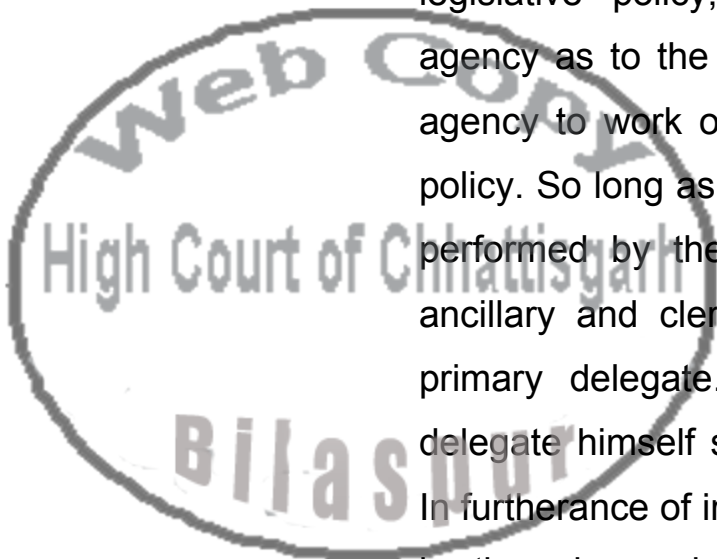 legislative policy,
agency as to the
Web Copy
agency to work o
policy. So long as
High Court of Chhattisgarh
performed by the
ancillary and cler
primary delegate.
Bilaspur
delegate himself s
In furtherance of i